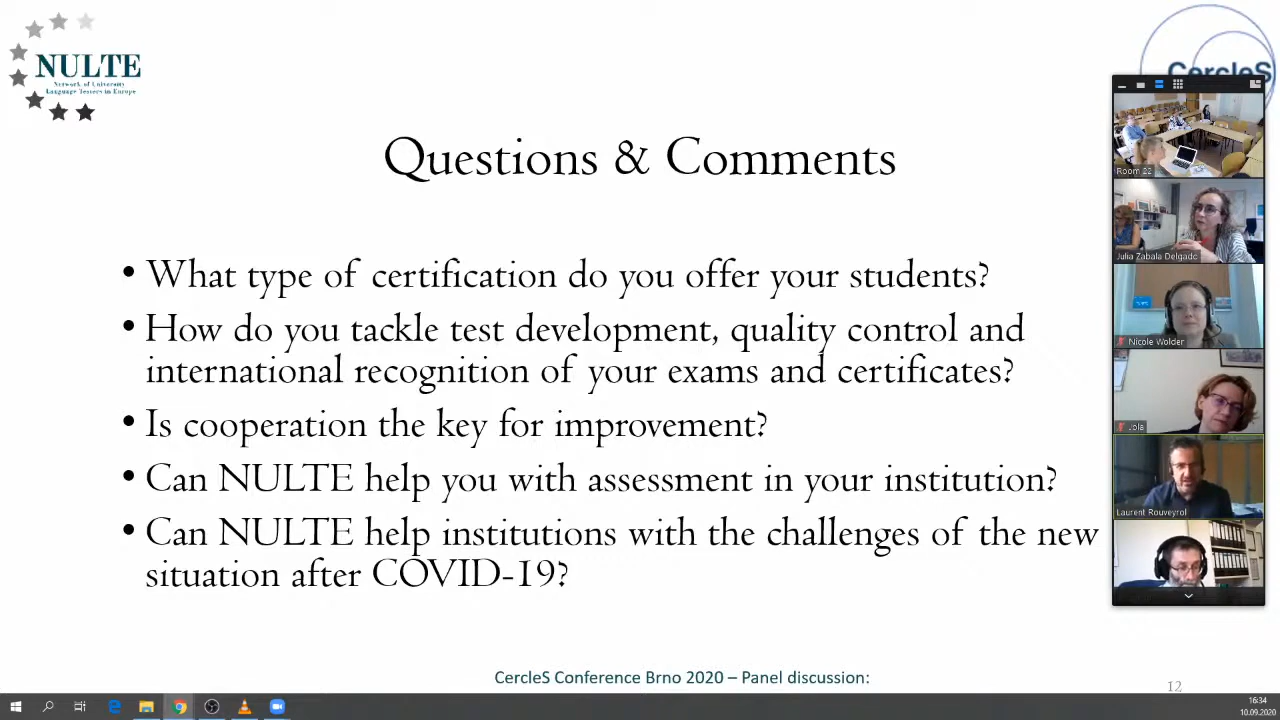 NULTE
Network of University
Language Testers in Europe
CercleS
Questions & Comments
• What type of certification do you offer your students?
• How do you tackle test development, quality control and
international recognition of your exams and certificates?
• Is cooperation the key for improvement?
• Can NULTE help you with assessment in your institution?
• Can NULTE help institutions with the challenges of the new
situation after COVID-19?
Room 22
Julia Zabala Delgado
Nicole Wolder
Jola
Laurent Rouveyrol
CercleS Conference Brno 2020 – Panel discussion:
12
16:34
10.09.2020